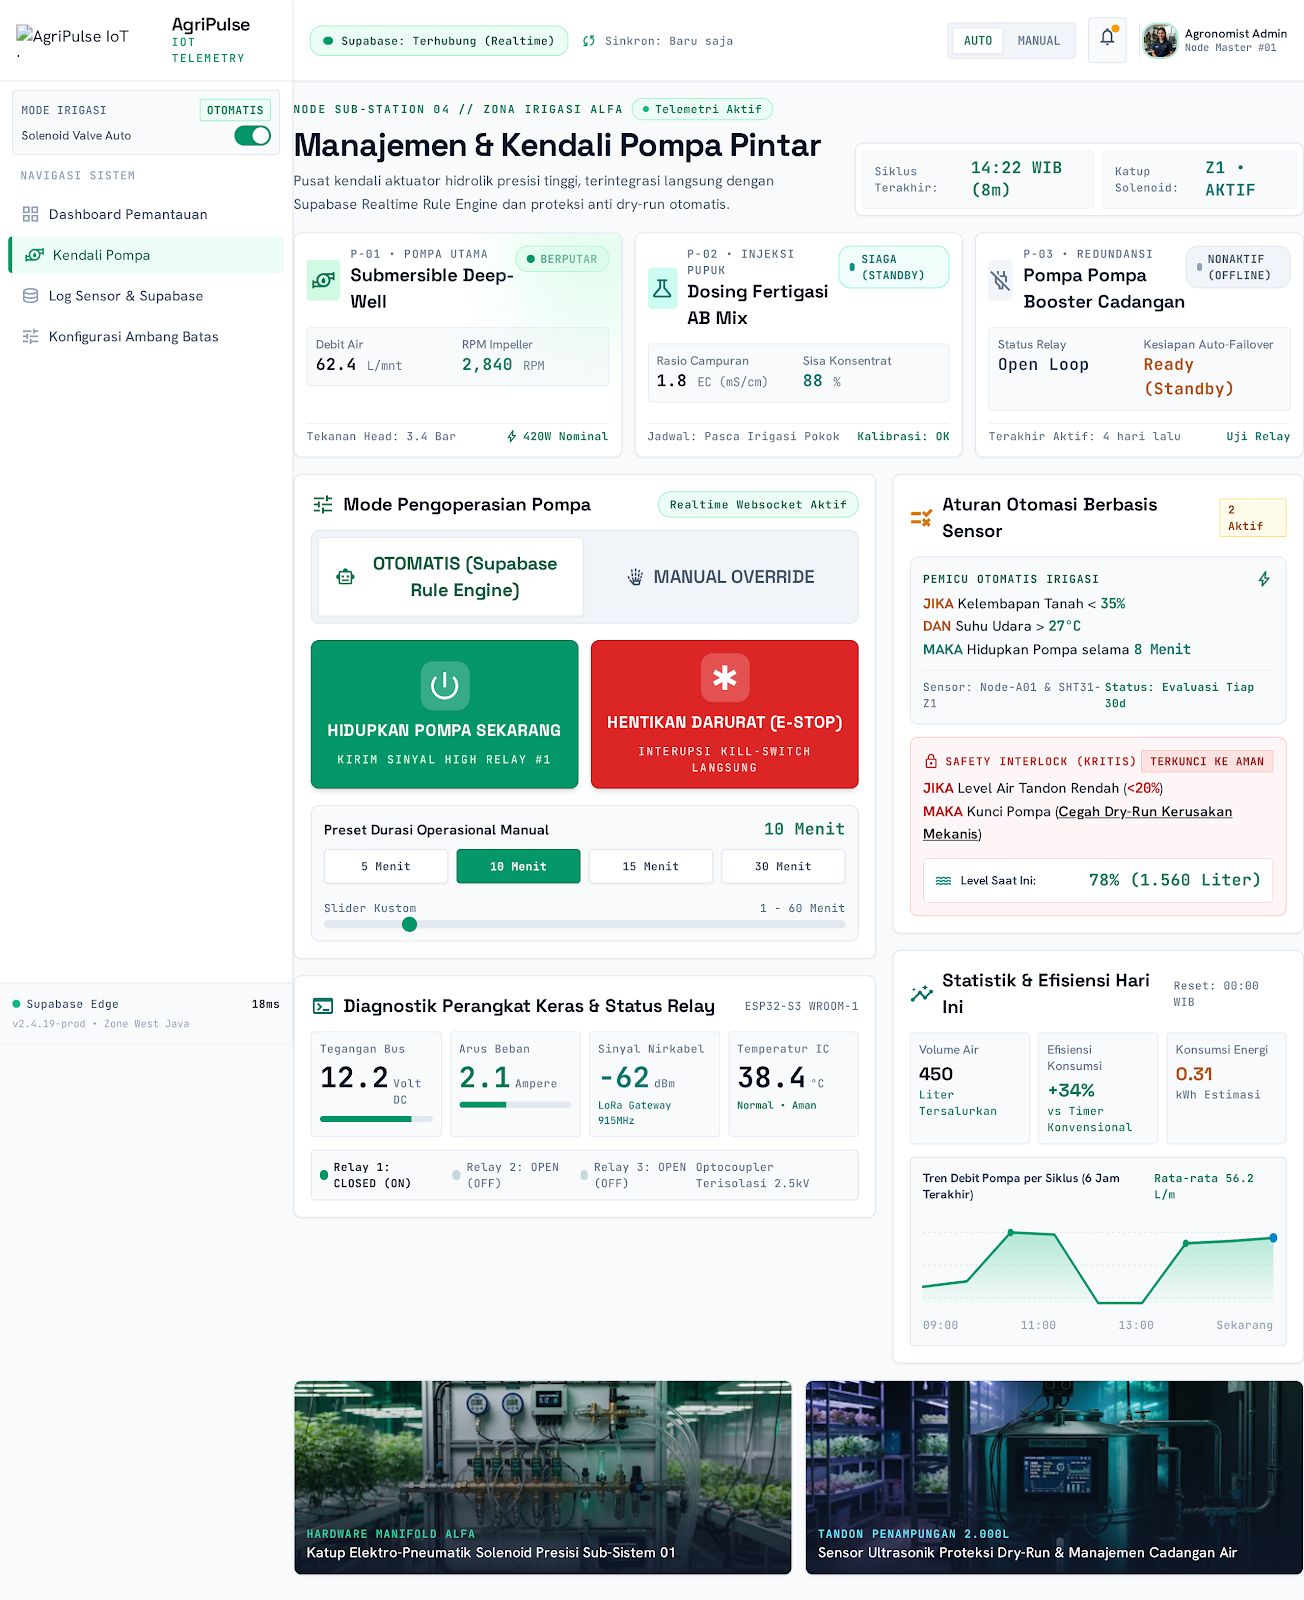 AgriPulse IoT
.
AgriPulse
IOT
TELEMETRY
Supabase: Terhubung (Realtime)
Sinkron: Baru saja
AUTO
MANUAL
Agronomist Admin
Node Master #01
MODE IRIGASI
OTOMATIS
Solenoid Valve Auto
NAVIGASI SISTEM
Dashboard Pemantauan
Kendali Pompa
Log Sensor & Supabase
Konfigurasi Ambang Batas
Supabase Edge
18ms
v2.4.19-prod • Zone West Java
NODE SUB-STATION 04 // ZONA IRIGASI ALFA
Telemetri Aktif
Manajemen & Kendali Pompa Pintar
Pusat kendali aktuator hidrolik presisi tinggi, terintegrasi langsung dengan
Supabase Realtime Rule Engine dan proteksi anti dry-run otomatis.
Siklus
Terakhir:
14:22 WIB
(8m)
Katup
Solenoid:
Z1 •
AKTIF
P-01 • POMPA UTAMA
BERPUTAR
Submersible Deep-
Well
Debit Air
62.4 L/mnt
RPM Impeller
2,840 RPM
Tekanan Head: 3.4 Bar
420W Nominal
P-02 • INJEKSI
PUPUK
SIAGA
(STANDBY)
Dosing Fertigasi
AB Mix
Rasio Campuran
1.8 EC (mS/cm)
Sisa Konsentrat
88 %
Jadwal: Pasca Irigasi Pokok
Kalibrasi: OK
P-03 • REDUNDANSI
NONAKTIF
(OFFLINE)
Pompa Pompa
Booster Cadangan
Status Relay
Open Loop
Kesiapan Auto-Failover
Ready
(Standby)
Terakhir Aktif: 4 hari lalu
Uji Relay
Mode Pengoperasian Pompa
Realtime Websocket Aktif
OTOMATIS (Supabase
Rule Engine)
MANUAL OVERRIDE
HIDUPKAN POMPA SEKARANG
KIRIM SINYAL HIGH RELAY #1
HENTIKAN DARURAT (E-STOP)
INTERUPSI KILL-SWITCH
LANGSUNG
Preset Durasi Operasional Manual
10 Menit
5 Menit
10 Menit
15 Menit
30 Menit
Slider Kustom
1 - 60 Menit
Diagnostik Perangkat Keras & Status Relay
ESP32-S3 WROOM-1
Tegangan Bus
12.2 Volt
DC
Arus Beban
2.1 Ampere
Sinyal Nirkabel
-62 dBm
LoRa Gateway
915MHz
Temperatur IC
38.4 °C
Normal • Aman
Relay 1:
CLOSED (ON)
Relay 2: OPEN
(OFF)
Relay 3: OPEN
(OFF)
Optocoupler
Terisolasi 2.5kV
Aturan Otomasi Berbasis
Sensor
2
Aktif
PEMICU OTOMATIS IRIGASI
JIKA Kelembapan Tanah < 35%
DAN Suhu Udara > 27°C
MAKA Hidupkan Pompa selama 8 Menit
Sensor: Node-A01 & SHT31-
Z1
Status: Evaluasi Tiap
30d
SAFETY INTERLOCK (KRITIS)
TERKUNCI KE AMAN
JIKA Level Air Tandon Rendah (<20%)
MAKA Kunci Pompa (Cegah Dry-Run Kerusakan
Mekanis)
Level Saat Ini:
78% (1.560 Liter)
Statistik & Efisiensi Hari
Ini
Reset: 00:00
WIB
Volume Air
450
Liter
Tersalurkan
Efisiensi
Konsumsi
+34%
vs Timer
Konvensional
Konsumsi Energi
0.31
kWh Estimasi
Tren Debit Pompa per Siklus (6 Jam
Terakhir)
Rata-rata 56.2
L/m
09:00
11:00
13:00
Sekarang
HARDWARE MANIFOLD ALFA
Katup Elektro-Pneumatik Solenoid Presisi Sub-Sistem 01
TANDON PENAMPUNGAN 2.000L
Sensor Ultrasonik Proteksi Dry-Run & Manajemen Cadangan Air